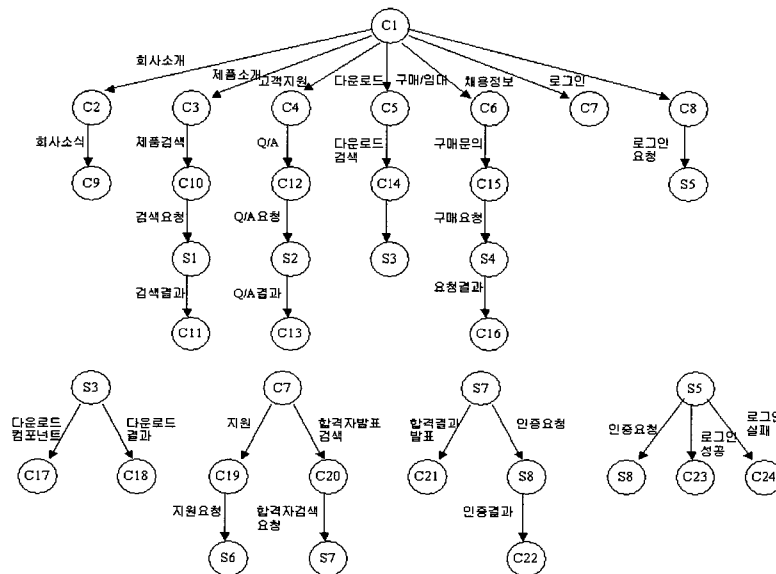 C1
회사소개
제품소개
고객지원
다운로드
구매/임대
채용정보
로그인
C2
C3
C4
C5
C6
C7
C8
회사소식
제품검색
Q/A
다운로드
검색
구매문의
로그인
요청
C9
C10
C12
C14
C15
S5
검색요청
Q/A요청
구매요청
S1
S2
S3
S4
검색결과
Q/A결과
요청결과
C11
C13
C16
S3
C7
S7
S5
다운로드
컴포넌트
다운로드
결과
지원
합격자발표
검색
합격결과
발표
인증요청
인증요청
로그인
성공
로그인
실패
C17
C18
C19
C20
C21
S8
S8
C23
C24
지원요청
합격자검색
요청
인증결과
S6
S7
C22